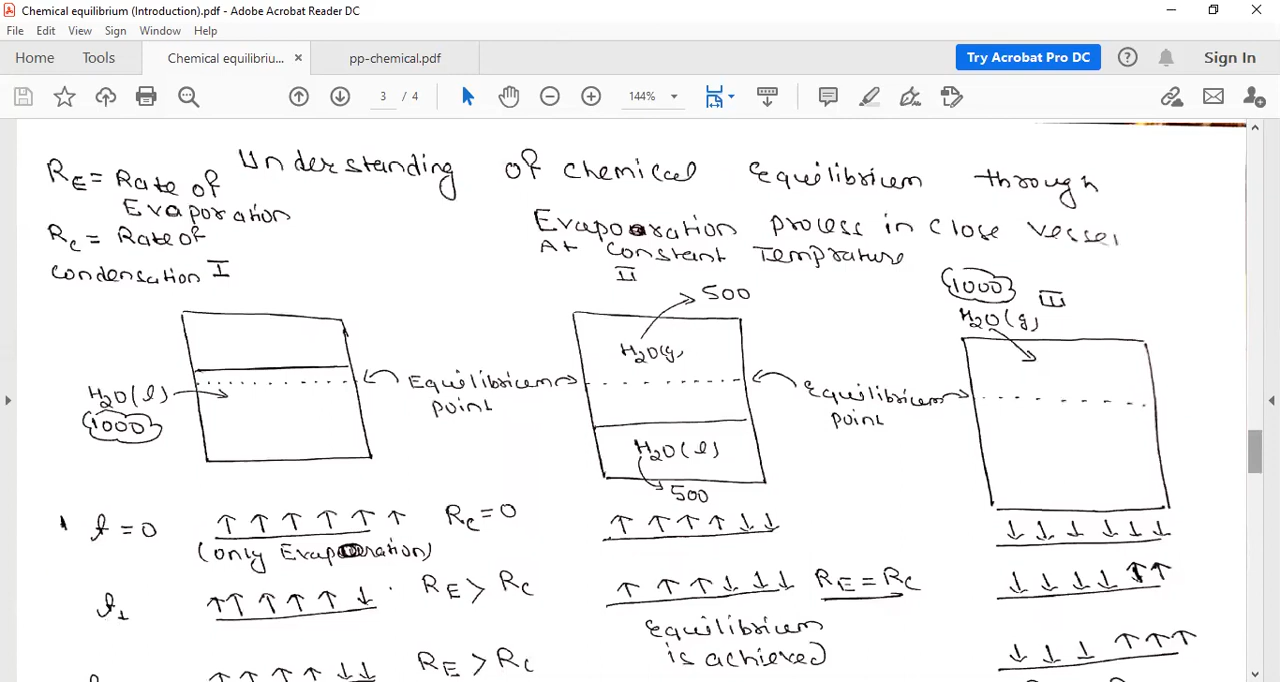 Chemical equilibrium (Introduction).pdf - Adobe Acrobat Reader DC
File Edit View Sign Window Help
Home Tools Chemical equilibriu... × pp-chemical.pdf Try Acrobat Pro DC ? Sign In
3 / 4 144%
Understanding of chemical Equilibrium through
Evaporation process in close vessel
At constant Temprature
RE = Rate of
Evaporation
Rc = Rate of
condensation
I
II
III
500
1000
H2O(g)
H2O(g)
H2O(l)
1000
Equilibrium
point
Equilibrium
point
H2O(l)
500
t = 0 ↑ ↑ ↑ ↑ ↑ ↑ Rc = 0 ↑ ↑ ↑ ↑ ↓ ↓ ↓ ↓ ↓ ↓ ↓ ↓
(only Evaporation)
t1 ↑ ↑ ↑ ↑ ↑ ↓ RE > Rc ↑ ↑ ↑ ↓ ↓ ↓ RE = Rc ↓ ↓ ↓ ↓ ↑ ↑
Equilibrium
is achieved
↑ ↑ ↑ ↑ ↓ ↓ RE > Rc ↓ ↓ ↓ ↑ ↑ ↑